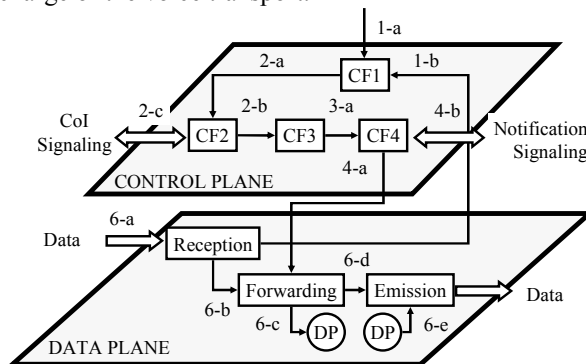 1-a
2-a
1-b
CF1
CoI
Signaling
2-c
2-b
3-a
4-b
CF2
CF3
CF4
Notification
Signaling
4-a
CONTROL PLANE
6-a
Data
Reception
6-d
Forwarding
Emission
Data
6-b
6-c
DP
DP
6-e
DATA PLANE